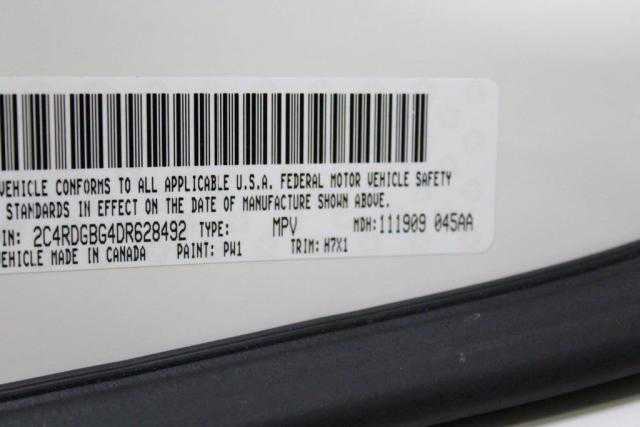 VEHICLE CONFORMS TO ALL APPLICABLE U.S.A. FEDERAL MOTOR VEHICLE SAFETY
STANDARDS IN EFFECT ON THE DATE OF MANUFACTURE SHOWN ABOVE.
IN: 2C4RDGBG4DR628492 TYPE: MPV MDH: 111909 045AA
EHICLE MADE IN CANADA PAINT: PW1 TRIM: H7X1